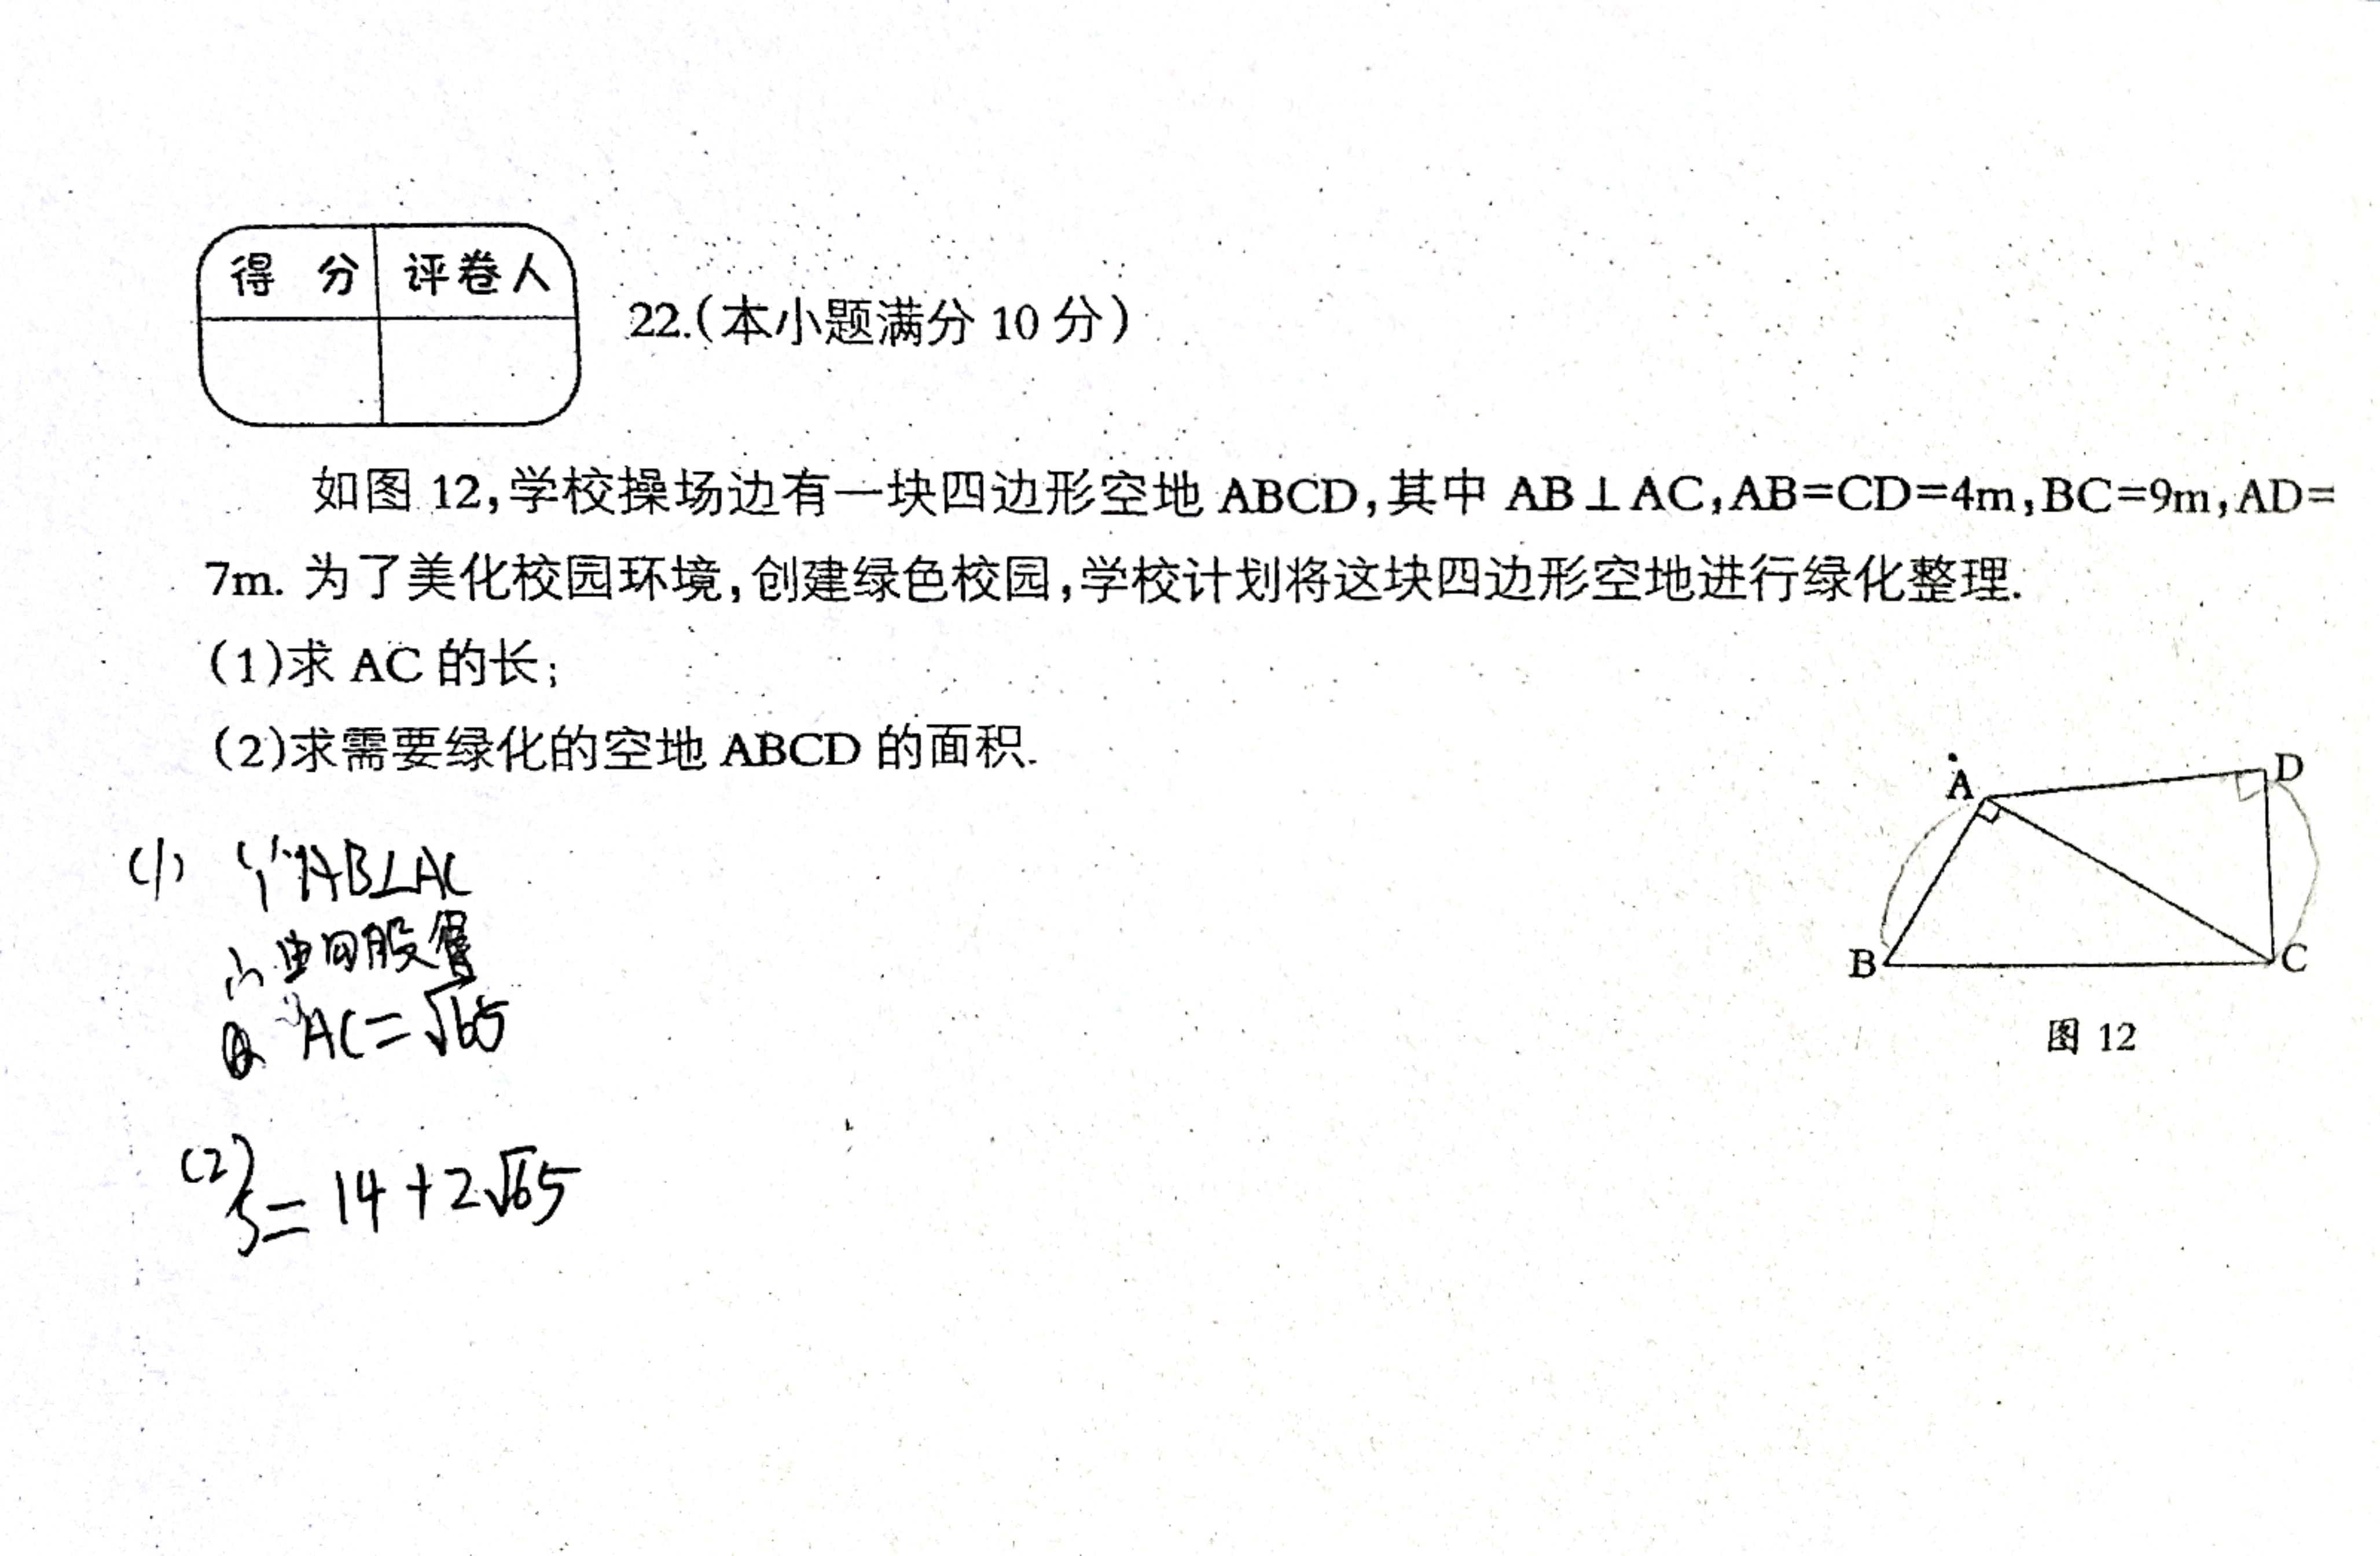 得 分 评卷人
22.(本小题满分 10 分)
如图 12,学校操场边有一块四边形空地 ABCD,其中 AB⊥AC,AB=CD=4m,BC=9m,AD=
7m. 为了美化校园环境,创建绿色校园,学校计划将这块四边形空地进行绿化整理.
(1)求 AC 的长;
(2)求需要绿化的空地 ABCD 的面积.
A
D
B
C
图 12
(1) ∵AB⊥AC
∴由勾股得
AC=√65
(2)
S=14+2√65